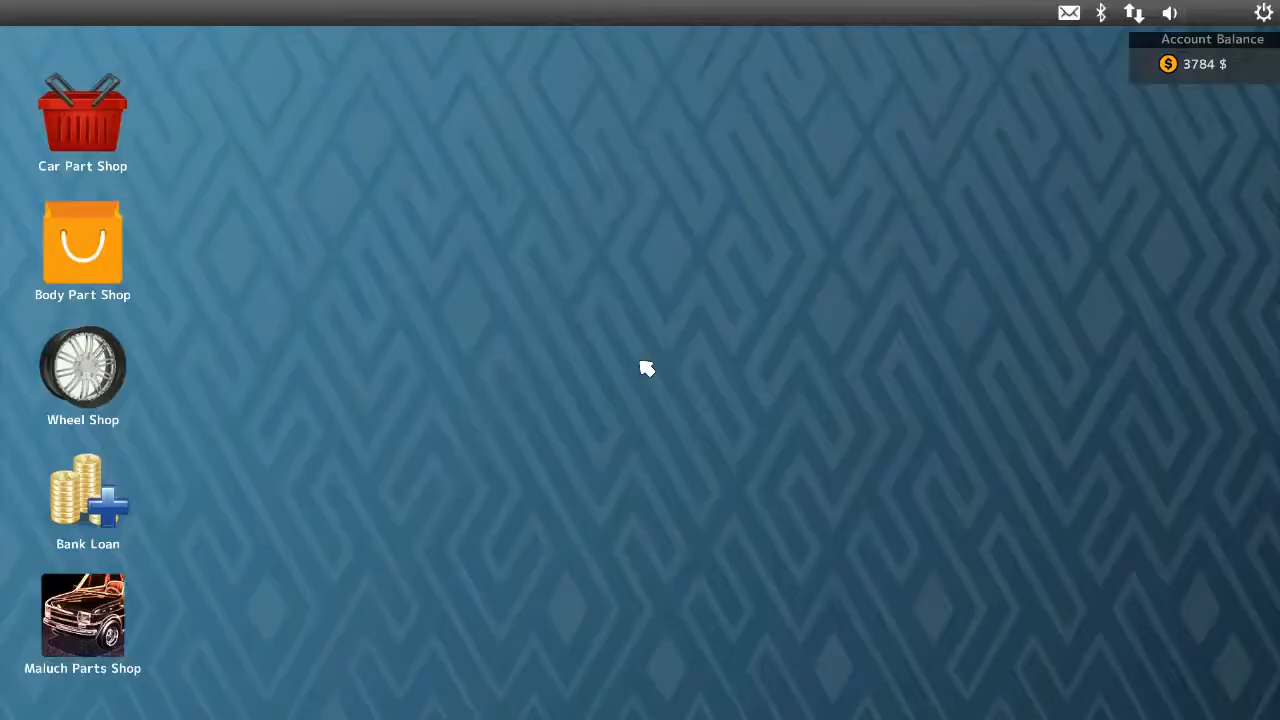 Account Balance
3784 $
Car Part Shop
Body Part Shop
Wheel Shop
Bank Loan
Maluch Parts Shop